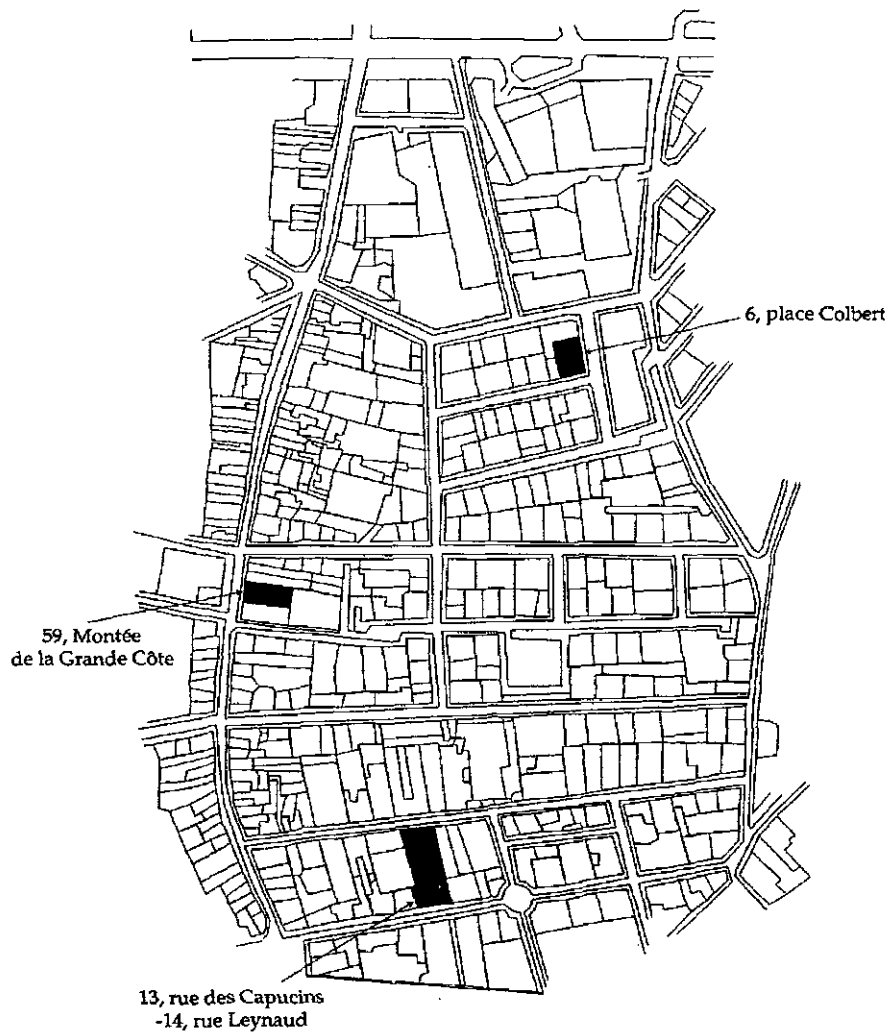 6, place Colbert
59, Montée
de la Grande Côte
13, rue des Capucins
-14, rue Leynaud